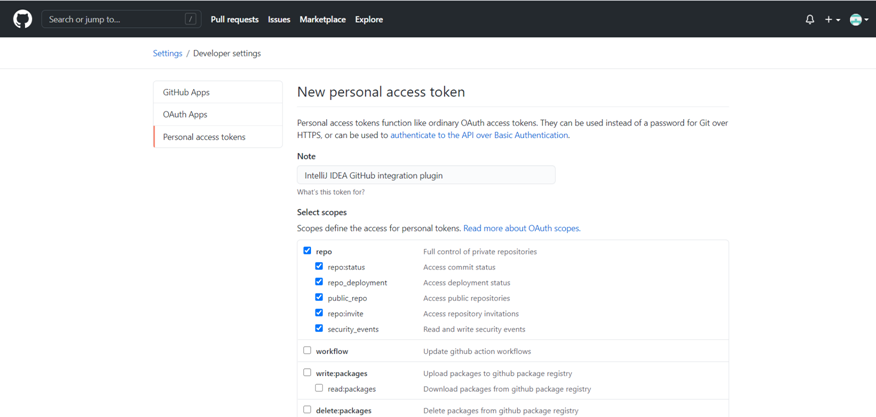 Search or jump to... /
Pull requests Issues Marketplace Explore
Settings / Developer settings
GitHub Apps
OAuth Apps
Personal access tokens
New personal access token
Personal access tokens function like ordinary OAuth access tokens. They can be used instead of a password for Git over
HTTPS, or can be used to authenticate to the API over Basic Authentication.
Note
IntelliJ IDEA GitHub integration plugin
What's this token for?
Select scopes
Scopes define the access for personal tokens. Read more about OAuth scopes.
repo Full control of private repositories
repo:status Access commit status
repo_deployment Access deployment status
public_repo Access public repositories
repo:invite Access repository invitations
security_events Read and write security events
workflow Update github action workflows
write:packages Upload packages to github package registry
read:packages Download packages from github package registry
delete:packages Delete packages from github package registry